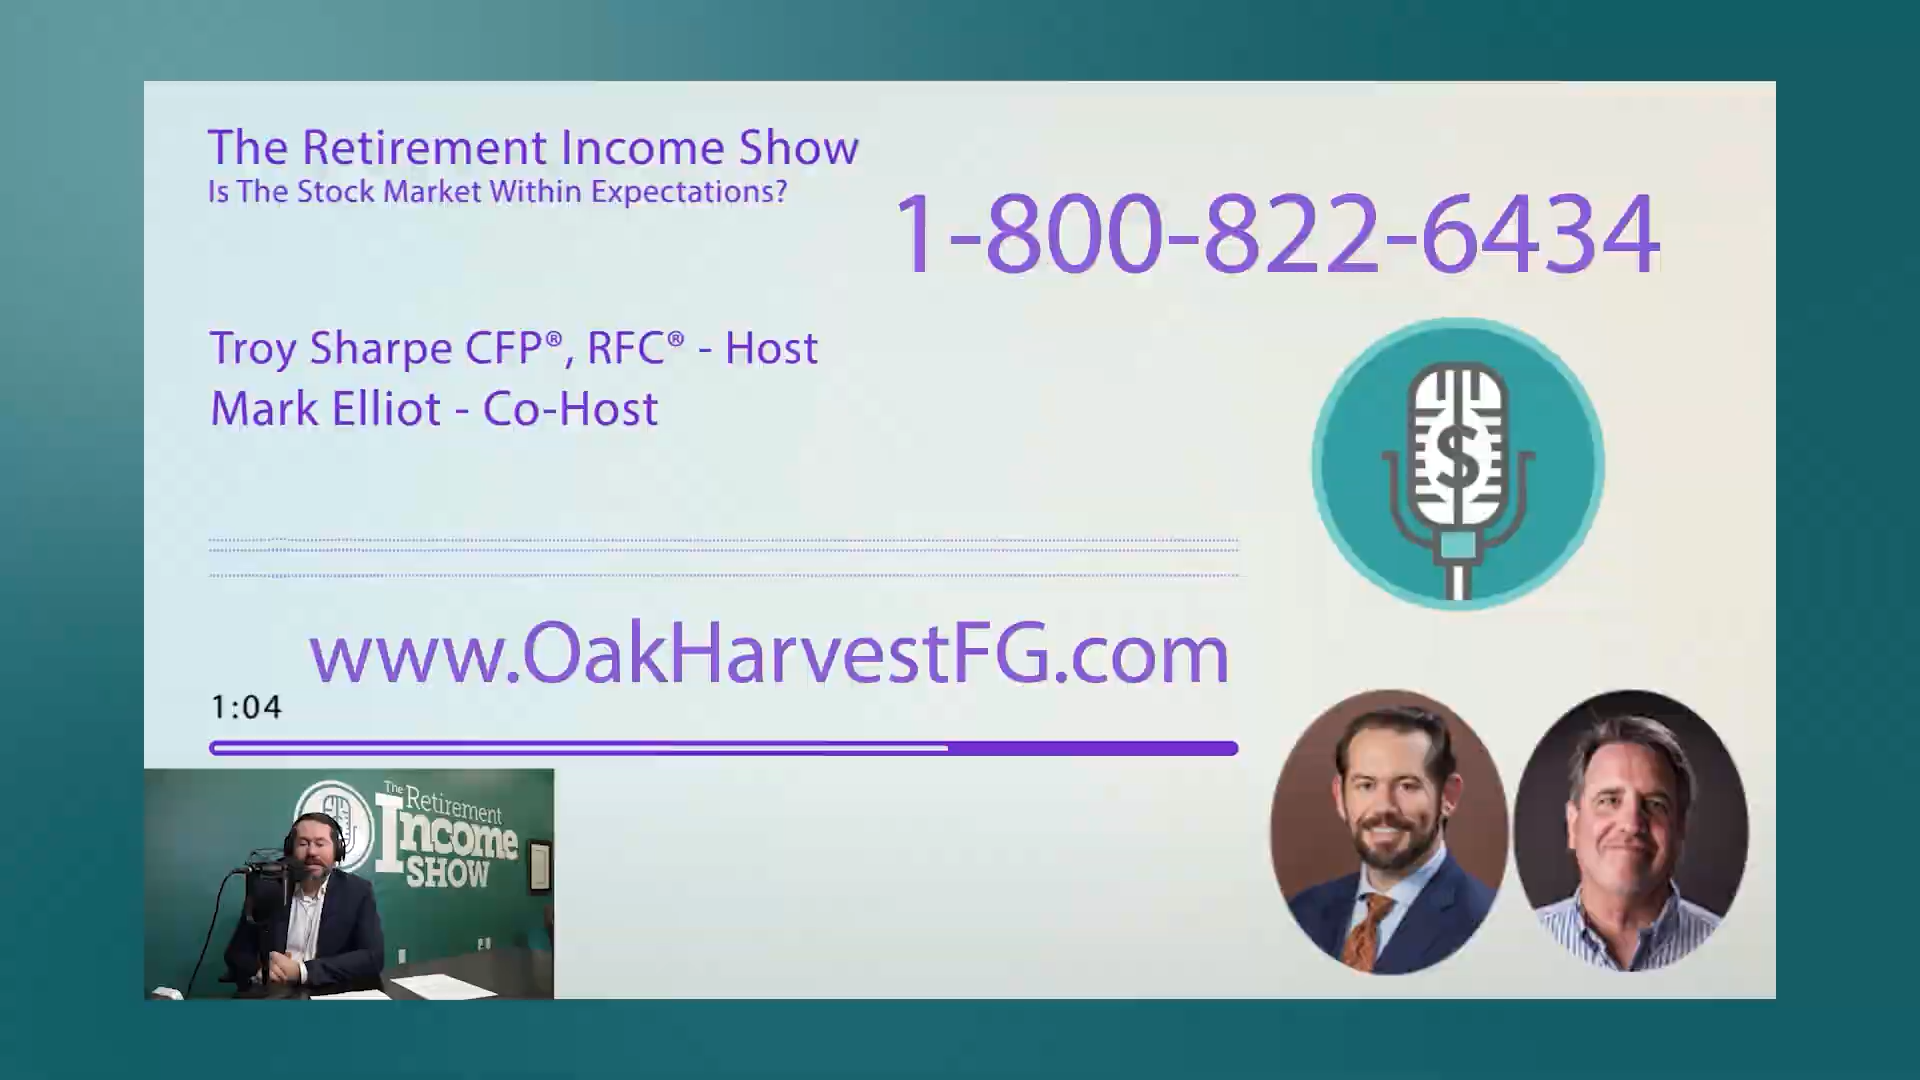 The Retirement Income Show
Is The Stock Market Within Expectations?
1-800-822-6434
Troy Sharpe CFP®, RFC® - Host
Mark Elliot - Co-Host
$
www.OakHarvestFG.com
1:04
The Retirement
Income
SHOW